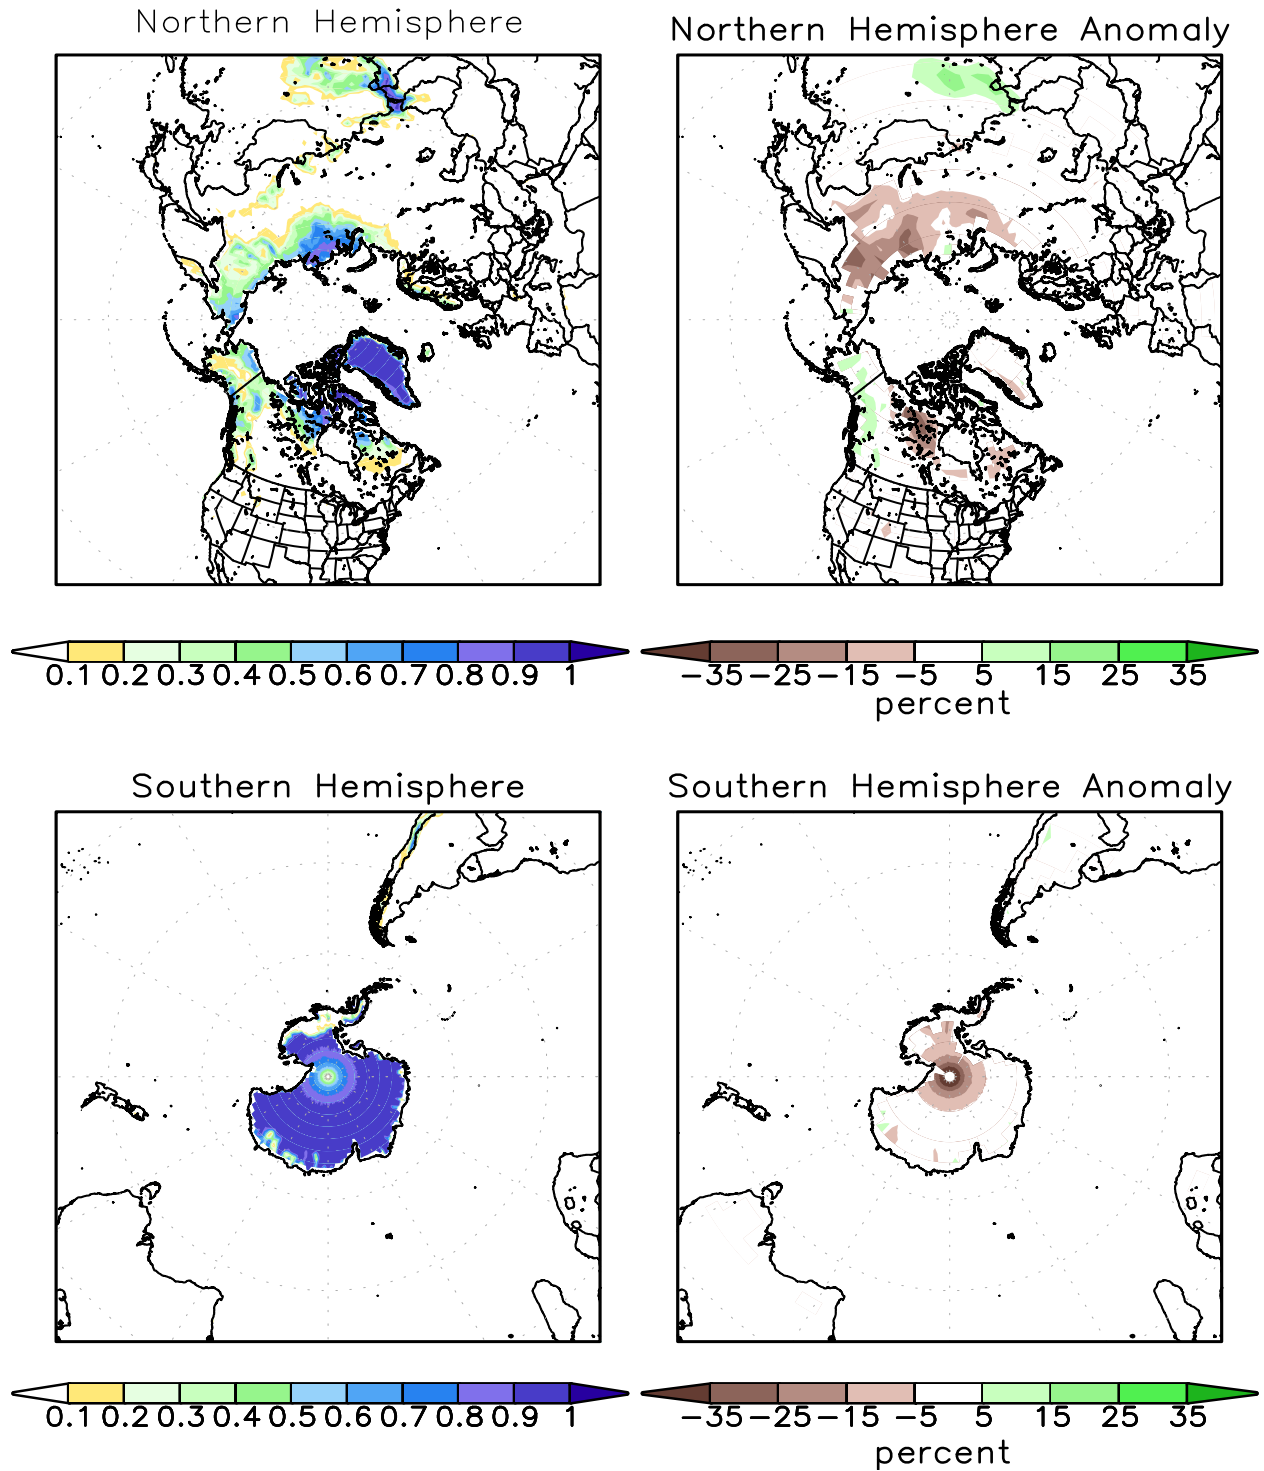 Northern Hemisphere
Northern Hemisphere Anomaly
0.1 0.2 0.3 0.4 0.5 0.6 0.7 0.8 0.9 1
-35 -25 -15 -5 5 15 25 35
percent
Southern Hemisphere
Southern Hemisphere Anomaly
0.1 0.2 0.3 0.4 0.5 0.6 0.7 0.8 0.9 1
-35 -25 -15 -5 5 15 25 35
percent